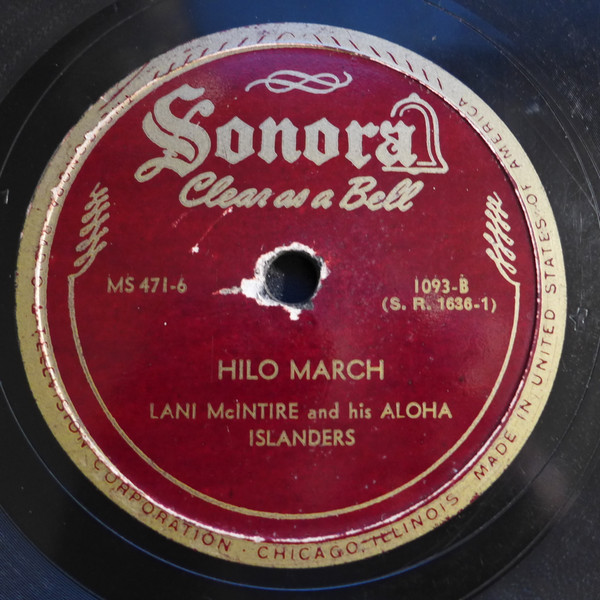 Sonora
Clear as a Bell
MS 471-6
1093-B
(S. R. 1636-1)
HILO MARCH
LANI McINTIRE and his ALOHA
ISLANDERS
TELEVISION CORPORATION · CHICAGO, ILLINOIS MADE IN UNITED STATES OF AMERICA